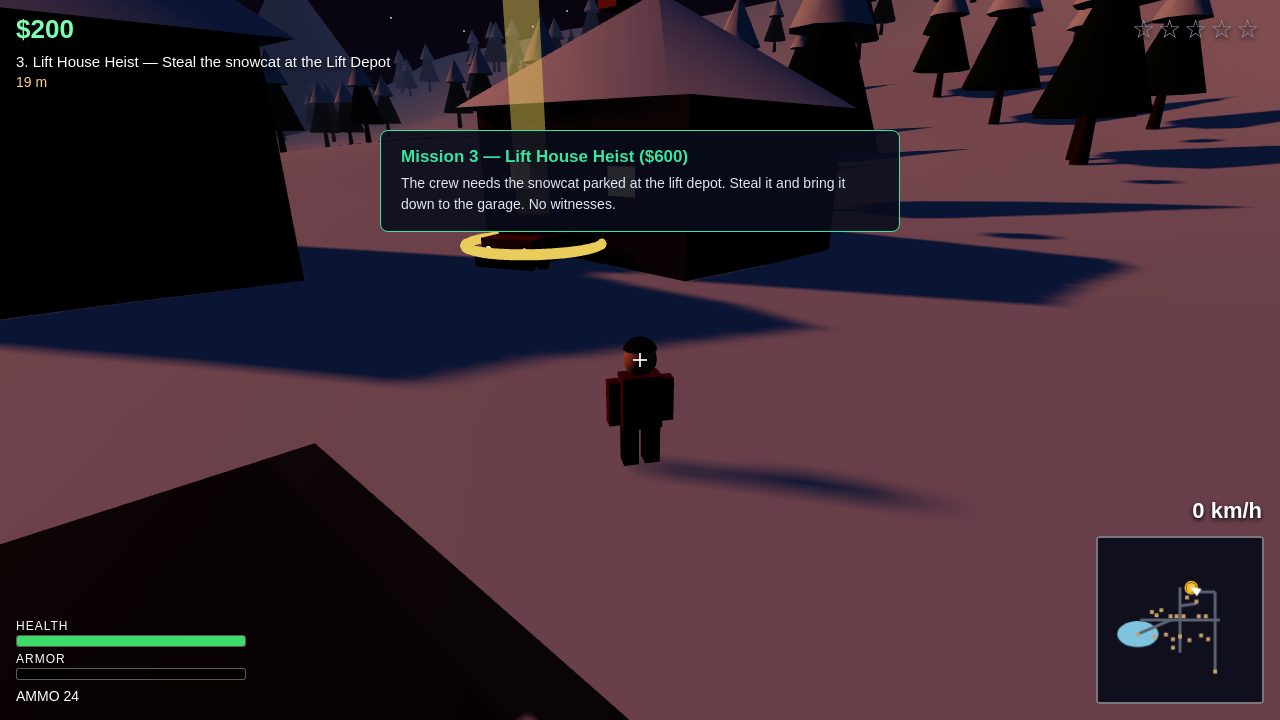 $200
3. Lift House Heist — Steal the snowcat at the Lift Depot
19 m
☆☆☆☆☆
Mission 3 — Lift House Heist ($600)
The crew needs the snowcat parked at the lift depot. Steal it and bring it
down to the garage. No witnesses.
0 km/h
HEALTH
ARMOR
AMMO 24